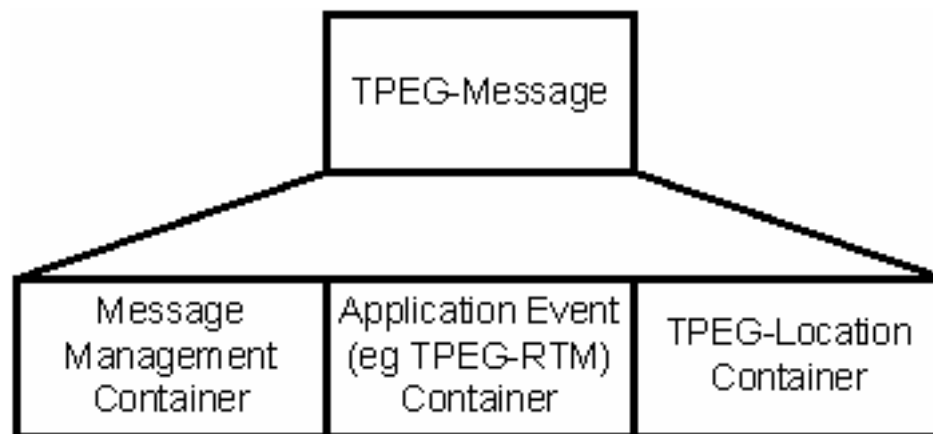 TPEG-Message
Message
Management
Container
Application Event
(eg TPEG-RTM)
Container
TPEG-Location
Container